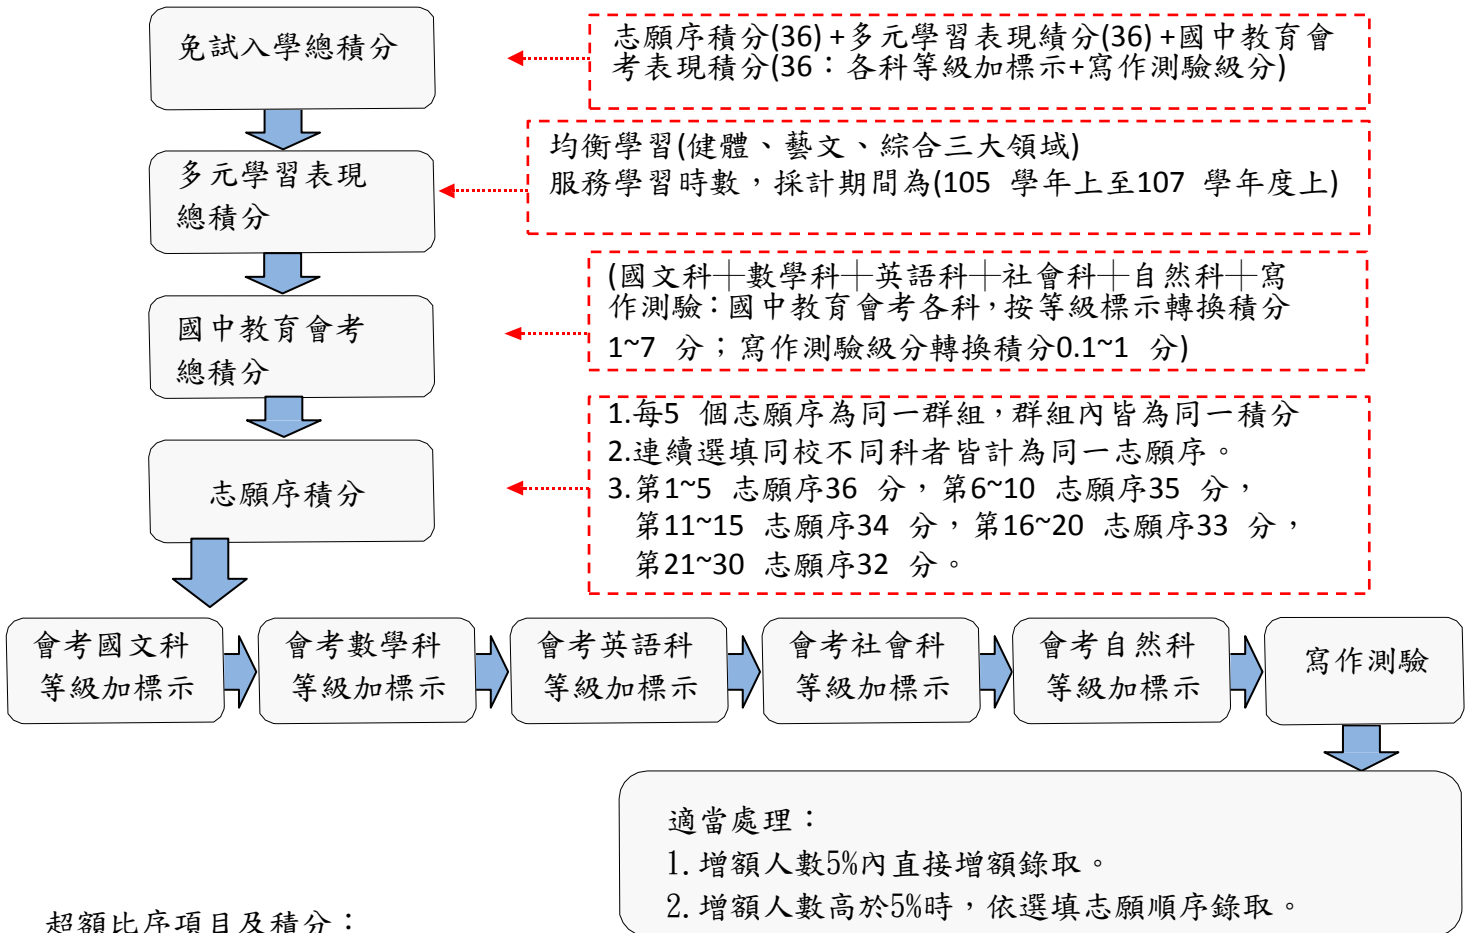 免試入學總積分
志願序積分(36)+多元學習表現績分(36)+國中教育會
考表現積分(36：各科等級加標示+寫作測驗級分)
多元學習表現
總積分
均衡學習(健體、藝文、綜合三大領域)
服務學習時數，採計期間為(105 學年上至107 學年度上)
國中教育會考
總積分
(國文科┼數學科┼英語科┼社會科┼自然科┼寫
作測驗：國中教育會考各科，按等級標示轉換積分
1~7 分；寫作測驗級分轉換積分0.1~1 分)
志願序積分
1.每5 個志願序為同一群組，群組內皆為同一積分
2.連續選填同校不同科者皆計為同一志願序。
3.第1~5 志願序36 分，第6~10 志願序35 分，
第11~15 志願序34 分，第16~20 志願序33 分，
第21~30 志願序32 分。
會考國文科
等級加標示
會考數學科
等級加標示
會考英語科
等級加標示
會考社會科
等級加標示
會考自然科
等級加標示
寫作測驗
適當處理：
1.增額人數5%內直接增額錄取。
2.增額人數高於5%時，依選填志願順序錄取。
超額比序項目及積分：